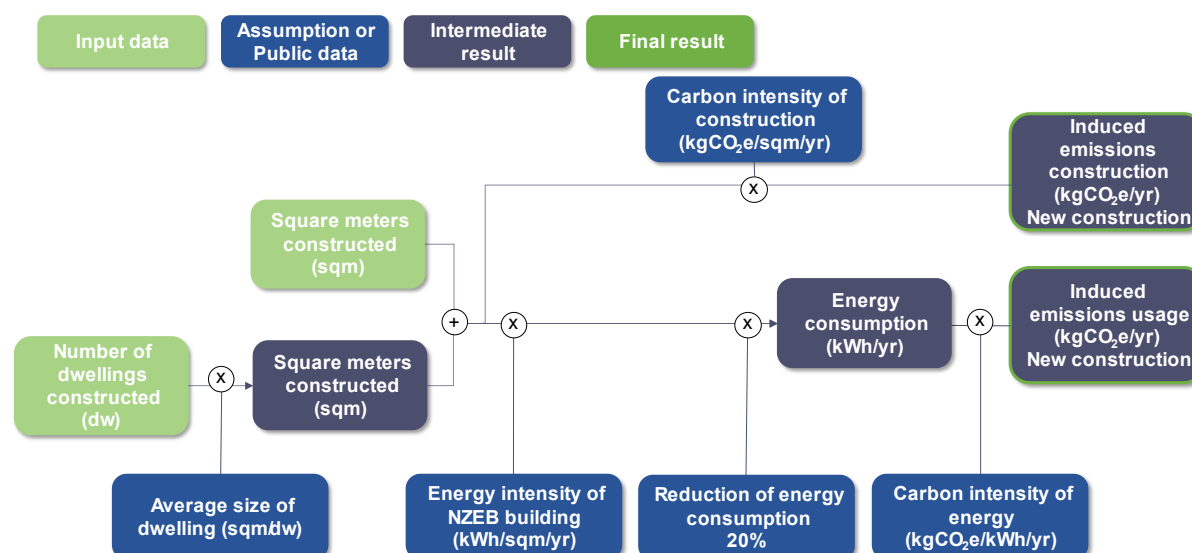 Input data
Assumption or
Public data
Intermediate
result
Final result
Carbon intensity of
construction
(kgCO₂e/sqm/yr)
Induced
emissions
construction
(kgCO₂e/yr)
New construction
X
Square meters
constructed
(sqm)
Energy
consumption
(kWh/yr)
Induced
emissions usage
(kgCO₂e/yr)
New construction
+
X
X
X
Number of
dwellings
constructed
(dw)
X
Square meters
constructed
(sqm)
Average size of
dwelling (sqm/dw)
Energy intensity of
NZEB building
(kWh/sqm/yr)
Reduction of energy
consumption
20%
Carbon intensity of
energy
(kgCO₂e/kWh/yr)